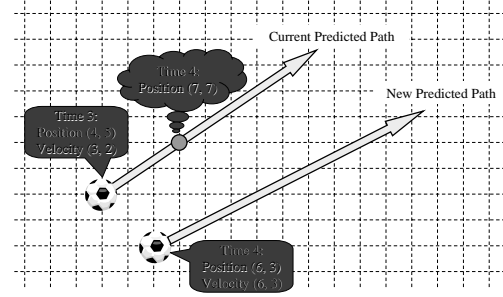 Current Predicted Path
Time 4:
Position (7, 7)
New Predicted Path
Time 3:
Position (4, 5)
Velocity (3, 2)
Time 4:
Position (6, 3)
Velocity (6, 3)